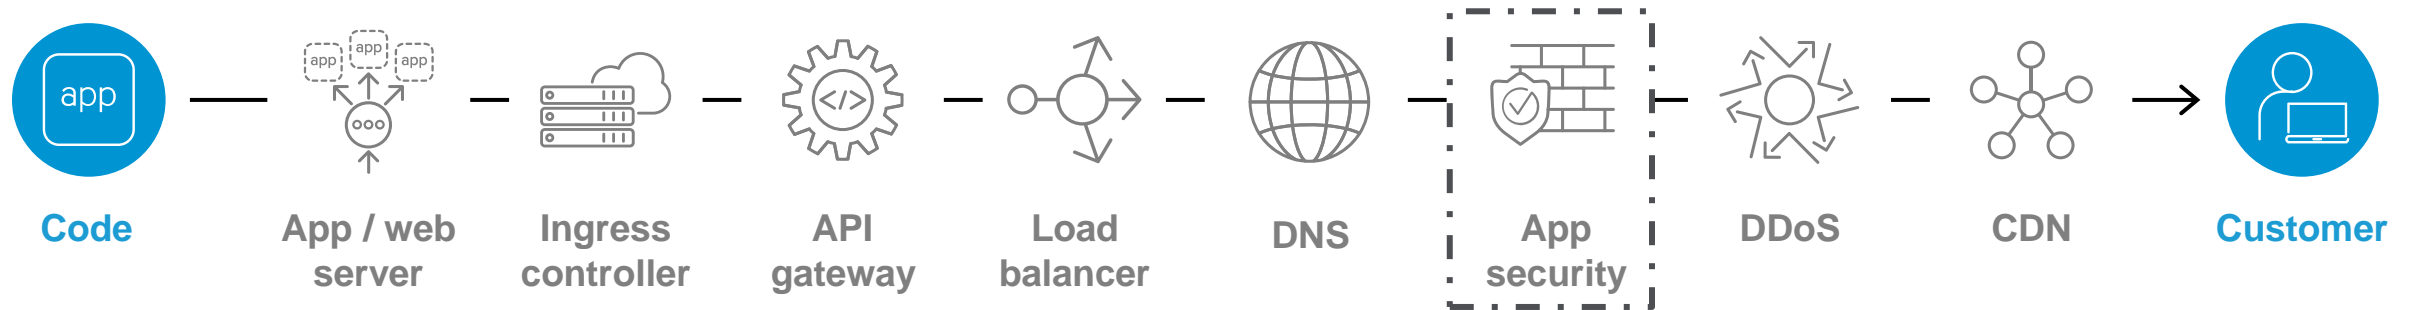 app
app
app
app
</>
Code
App / web
server
Ingress
controller
API
gateway
Load
balancer
DNS
App
security
DDoS
CDN
Customer